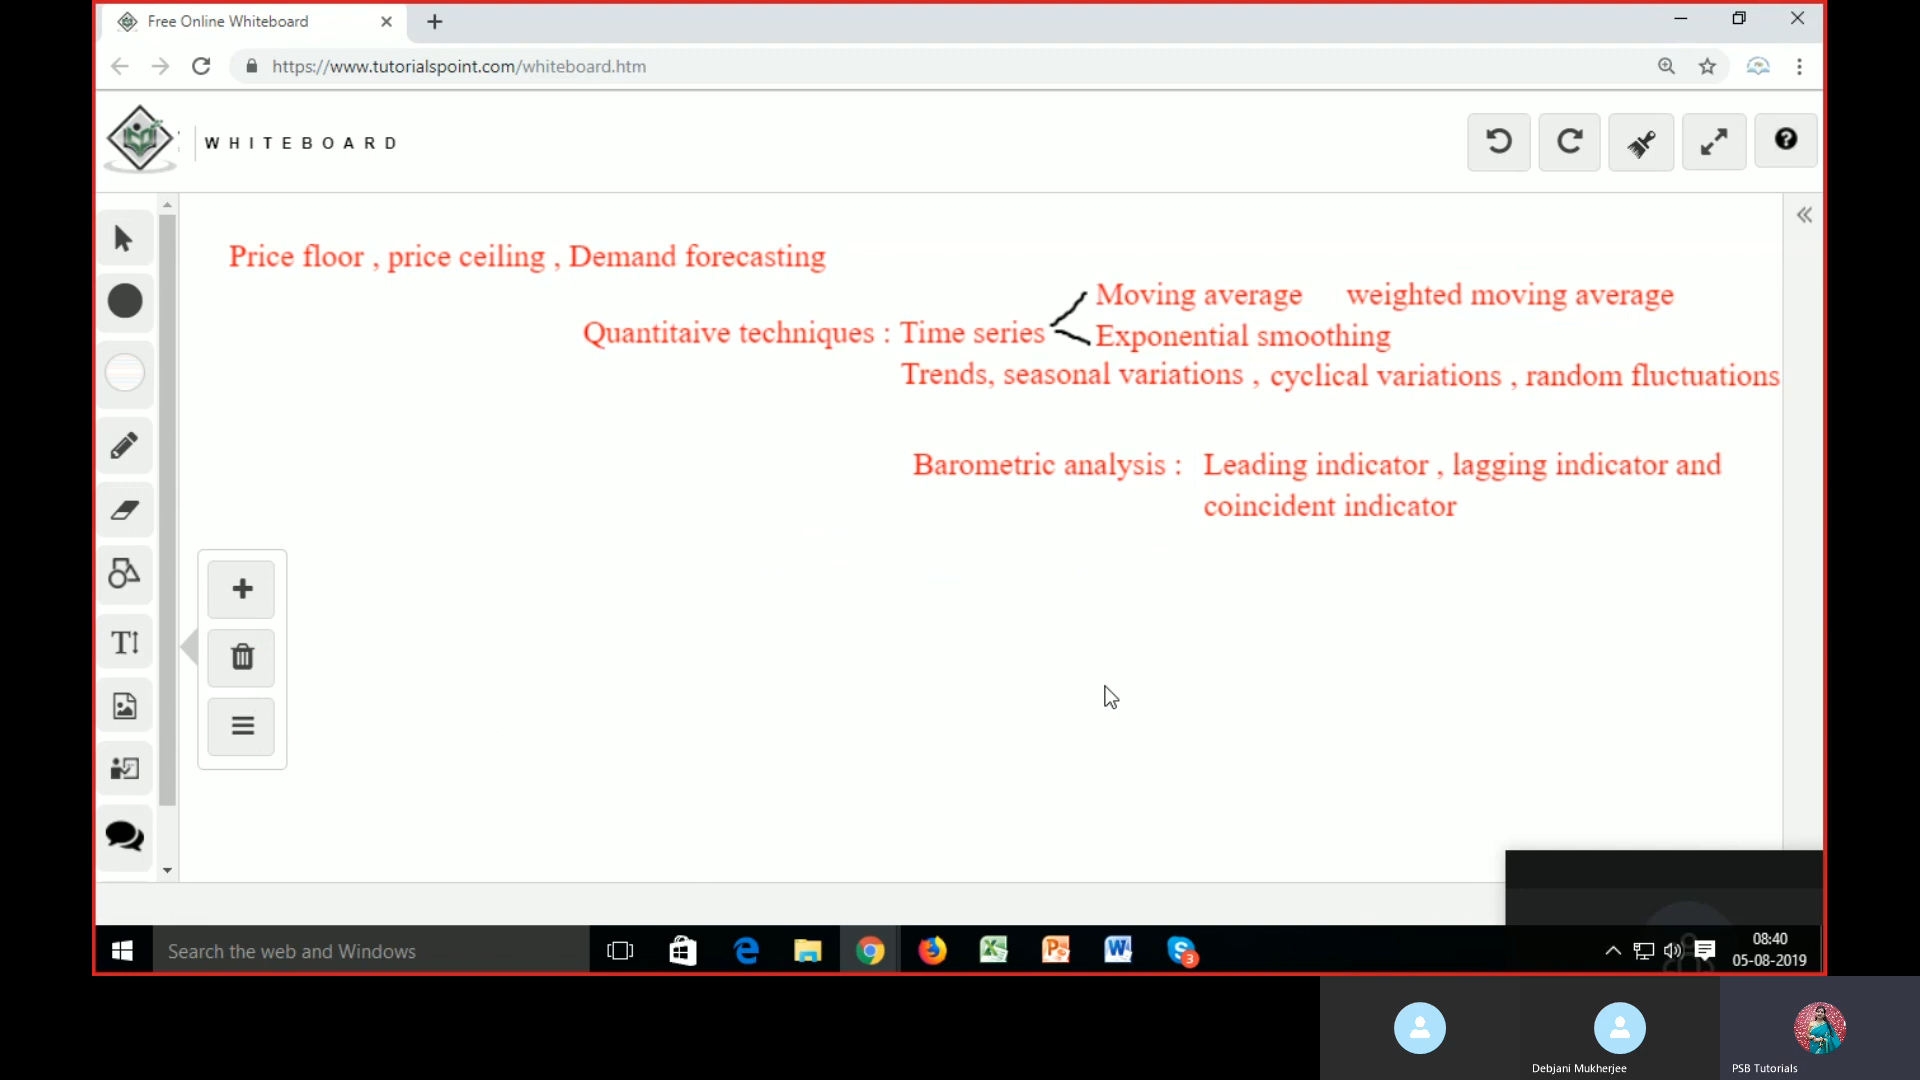 Free Online Whiteboard
https://www.tutorialspoint.com/whiteboard.htm
WHITEBOARD
Price floor , price ceiling , Demand forecasting
Moving average weighted moving average
Quantitaive techniques : Time series
Exponential smoothing
Trends, seasonal variations , cyclical variations , random fluctuations
Barometric analysis : Leading indicator , lagging indicator and
coincident indicator
Search the web and Windows
3
08:40
05-08-2019
Debjani Mukherjee
PSB Tutorials